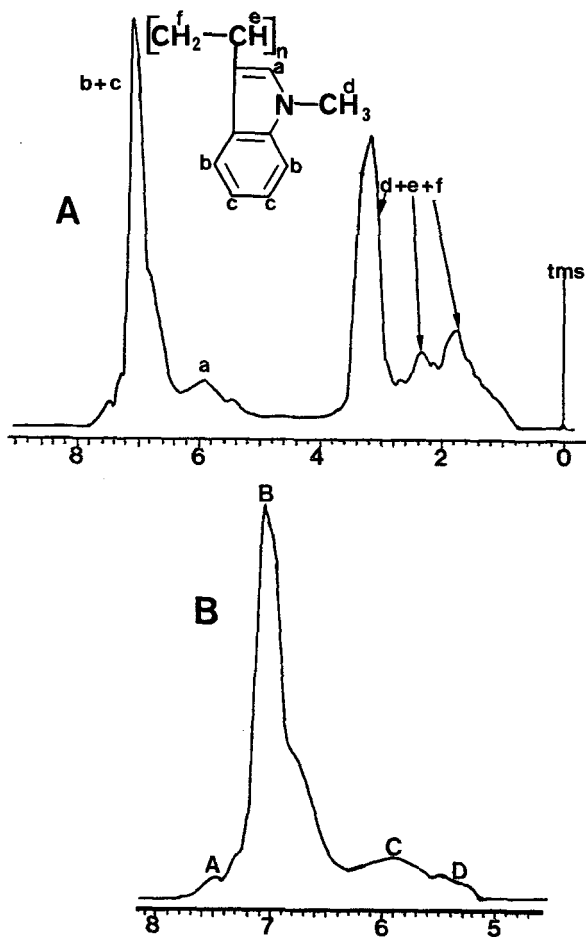 f e
[CH₂—CH]n
a
b+c
N—CH₃
d
b b
c c
A
d+e+f
tms
a
8 6 4 2 0
B
B
A
C
D
8 7 6 5